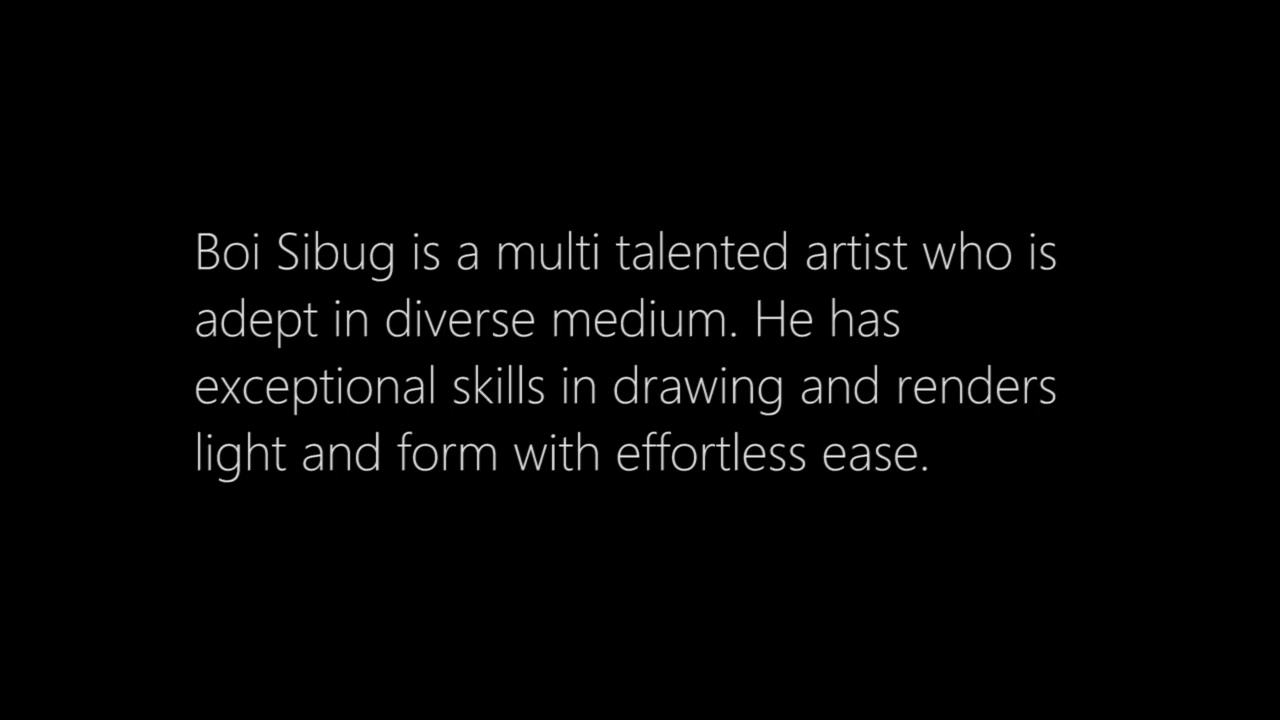 Boi Sibug is a multi talented artist who is
adept in diverse medium. He has
exceptional skills in drawing and renders
light and form with effortless ease.